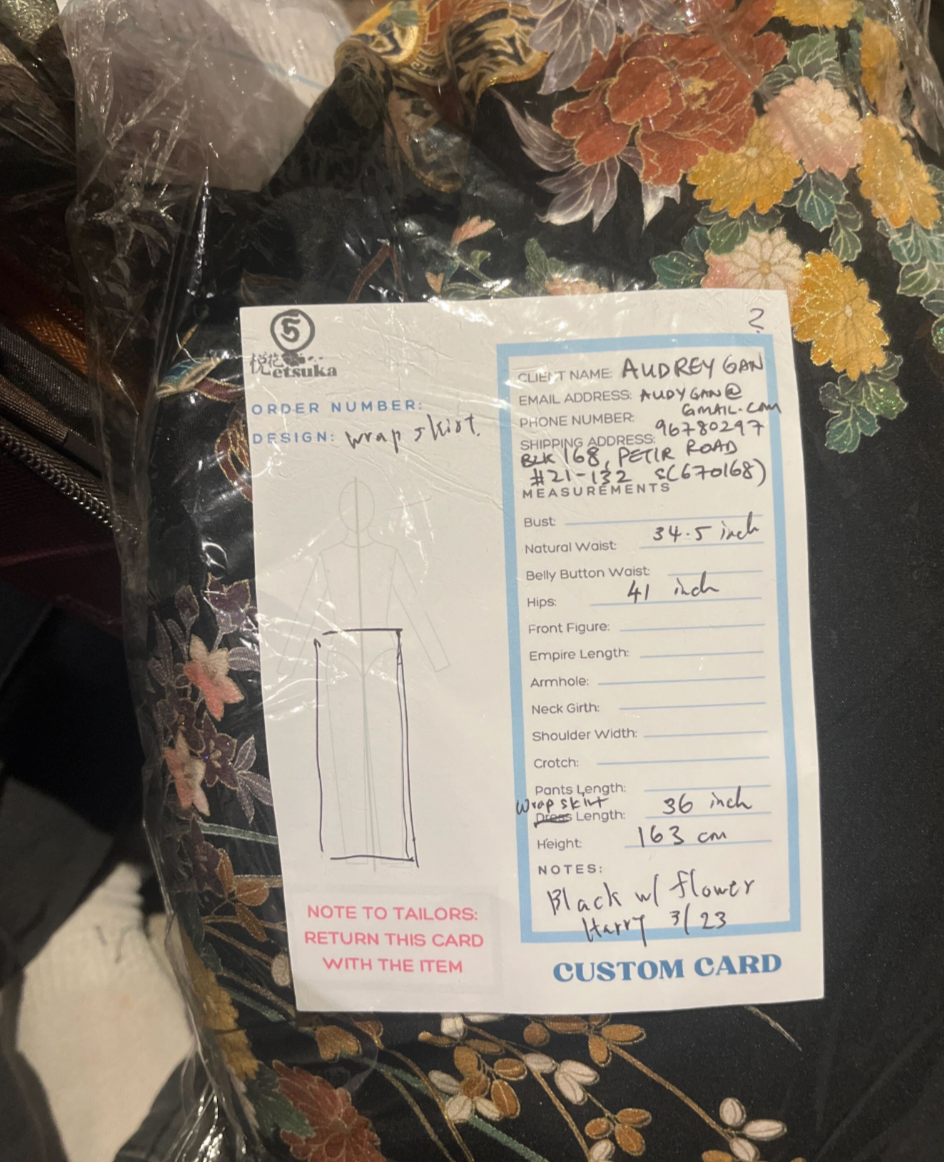 5
?
etsuka
ORDER NUMBER:
DESIGN: wrap skirt.
CLIENT NAME: AUDREY GAN
EMAIL ADDRESS: AUDYGAN@
GMAIL.COM
PHONE NUMBER: 96780297
SHIPPING ADDRESS:
BLK 168, PETIR ROAD
#21-132 S(670168)
MEASUREMENTS
Bust:
Natural Waist: 34.5 inch
Belly Button Waist:
Hips: 41 inch
Front Figure:
Empire Length:
Armhole:
Neck Girth:
Shoulder Width:
Crotch:
Pants Length:
Wrap skirt
Dress Length: 36 inch
Height: 163 cm
NOTES:
Black w/ flower
Harry 3/23
NOTE TO TAILORS:
RETURN THIS CARD
WITH THE ITEM
CUSTOM CARD